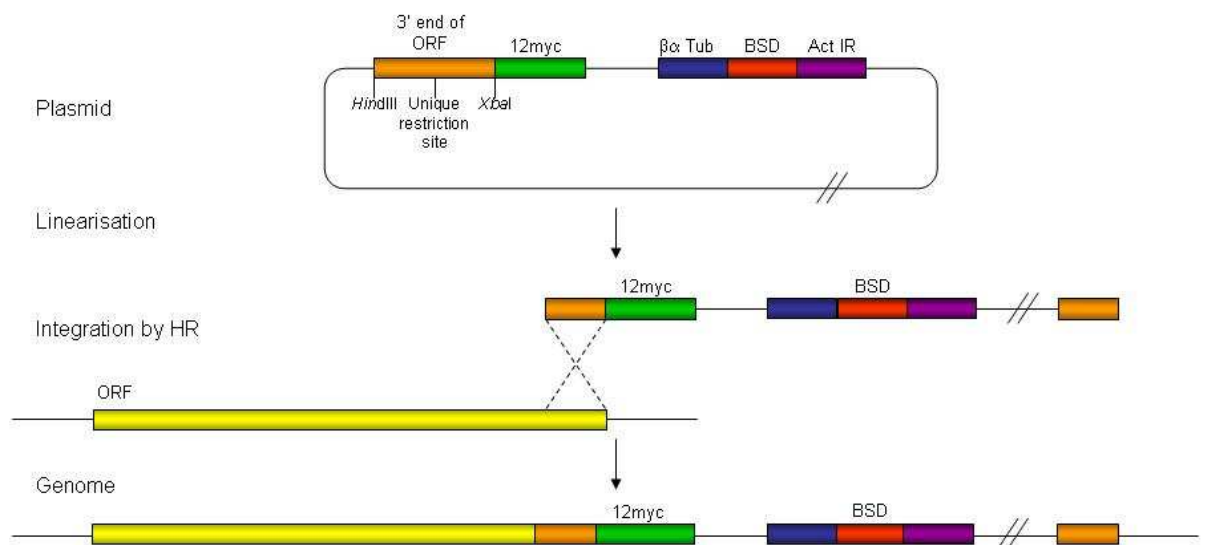 3' end of
ORF
12myc
βα Tub
BSD
Act IR
HindIII
Unique
restriction
site
XbaI
Plasmid
Linearisation
12myc
BSD
Integration by HR
ORF
Genome
12myc
BSD